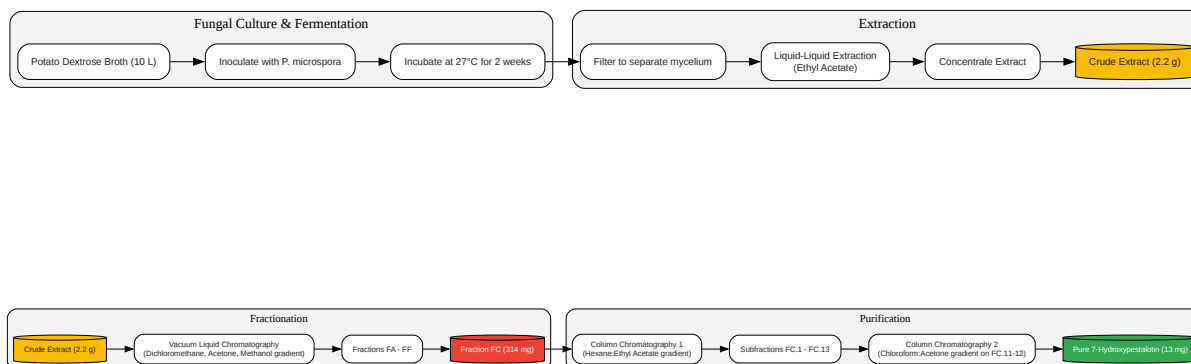 Fungal Culture & Fermentation
Potato Dextrose Broth (10 L)
Inoculate with P. microspora
Incubate at 27°C for 2 weeks
Extraction
Filter to separate mycelium
Liquid-Liquid Extraction
(Ethyl Acetate)
Concentrate Extract
Crude Extract (2.2 g)
Fractionation
Crude Extract (2.2 g)
Vacuum Liquid Chromatography
(Dichloromethane, Acetone, Methanol gradient)
Fractions FA - FF
Fraction FC (314 mg)
Purification
Column Chromatography 1
(Hexane:Ethyl Acetate gradient)
Subfractions FC.1 - FC.13
Column Chromatography 2
(Chloroform:Acetone gradient on FC.11-12)
Pure 7-Hydroxypestalotin (13 mg)